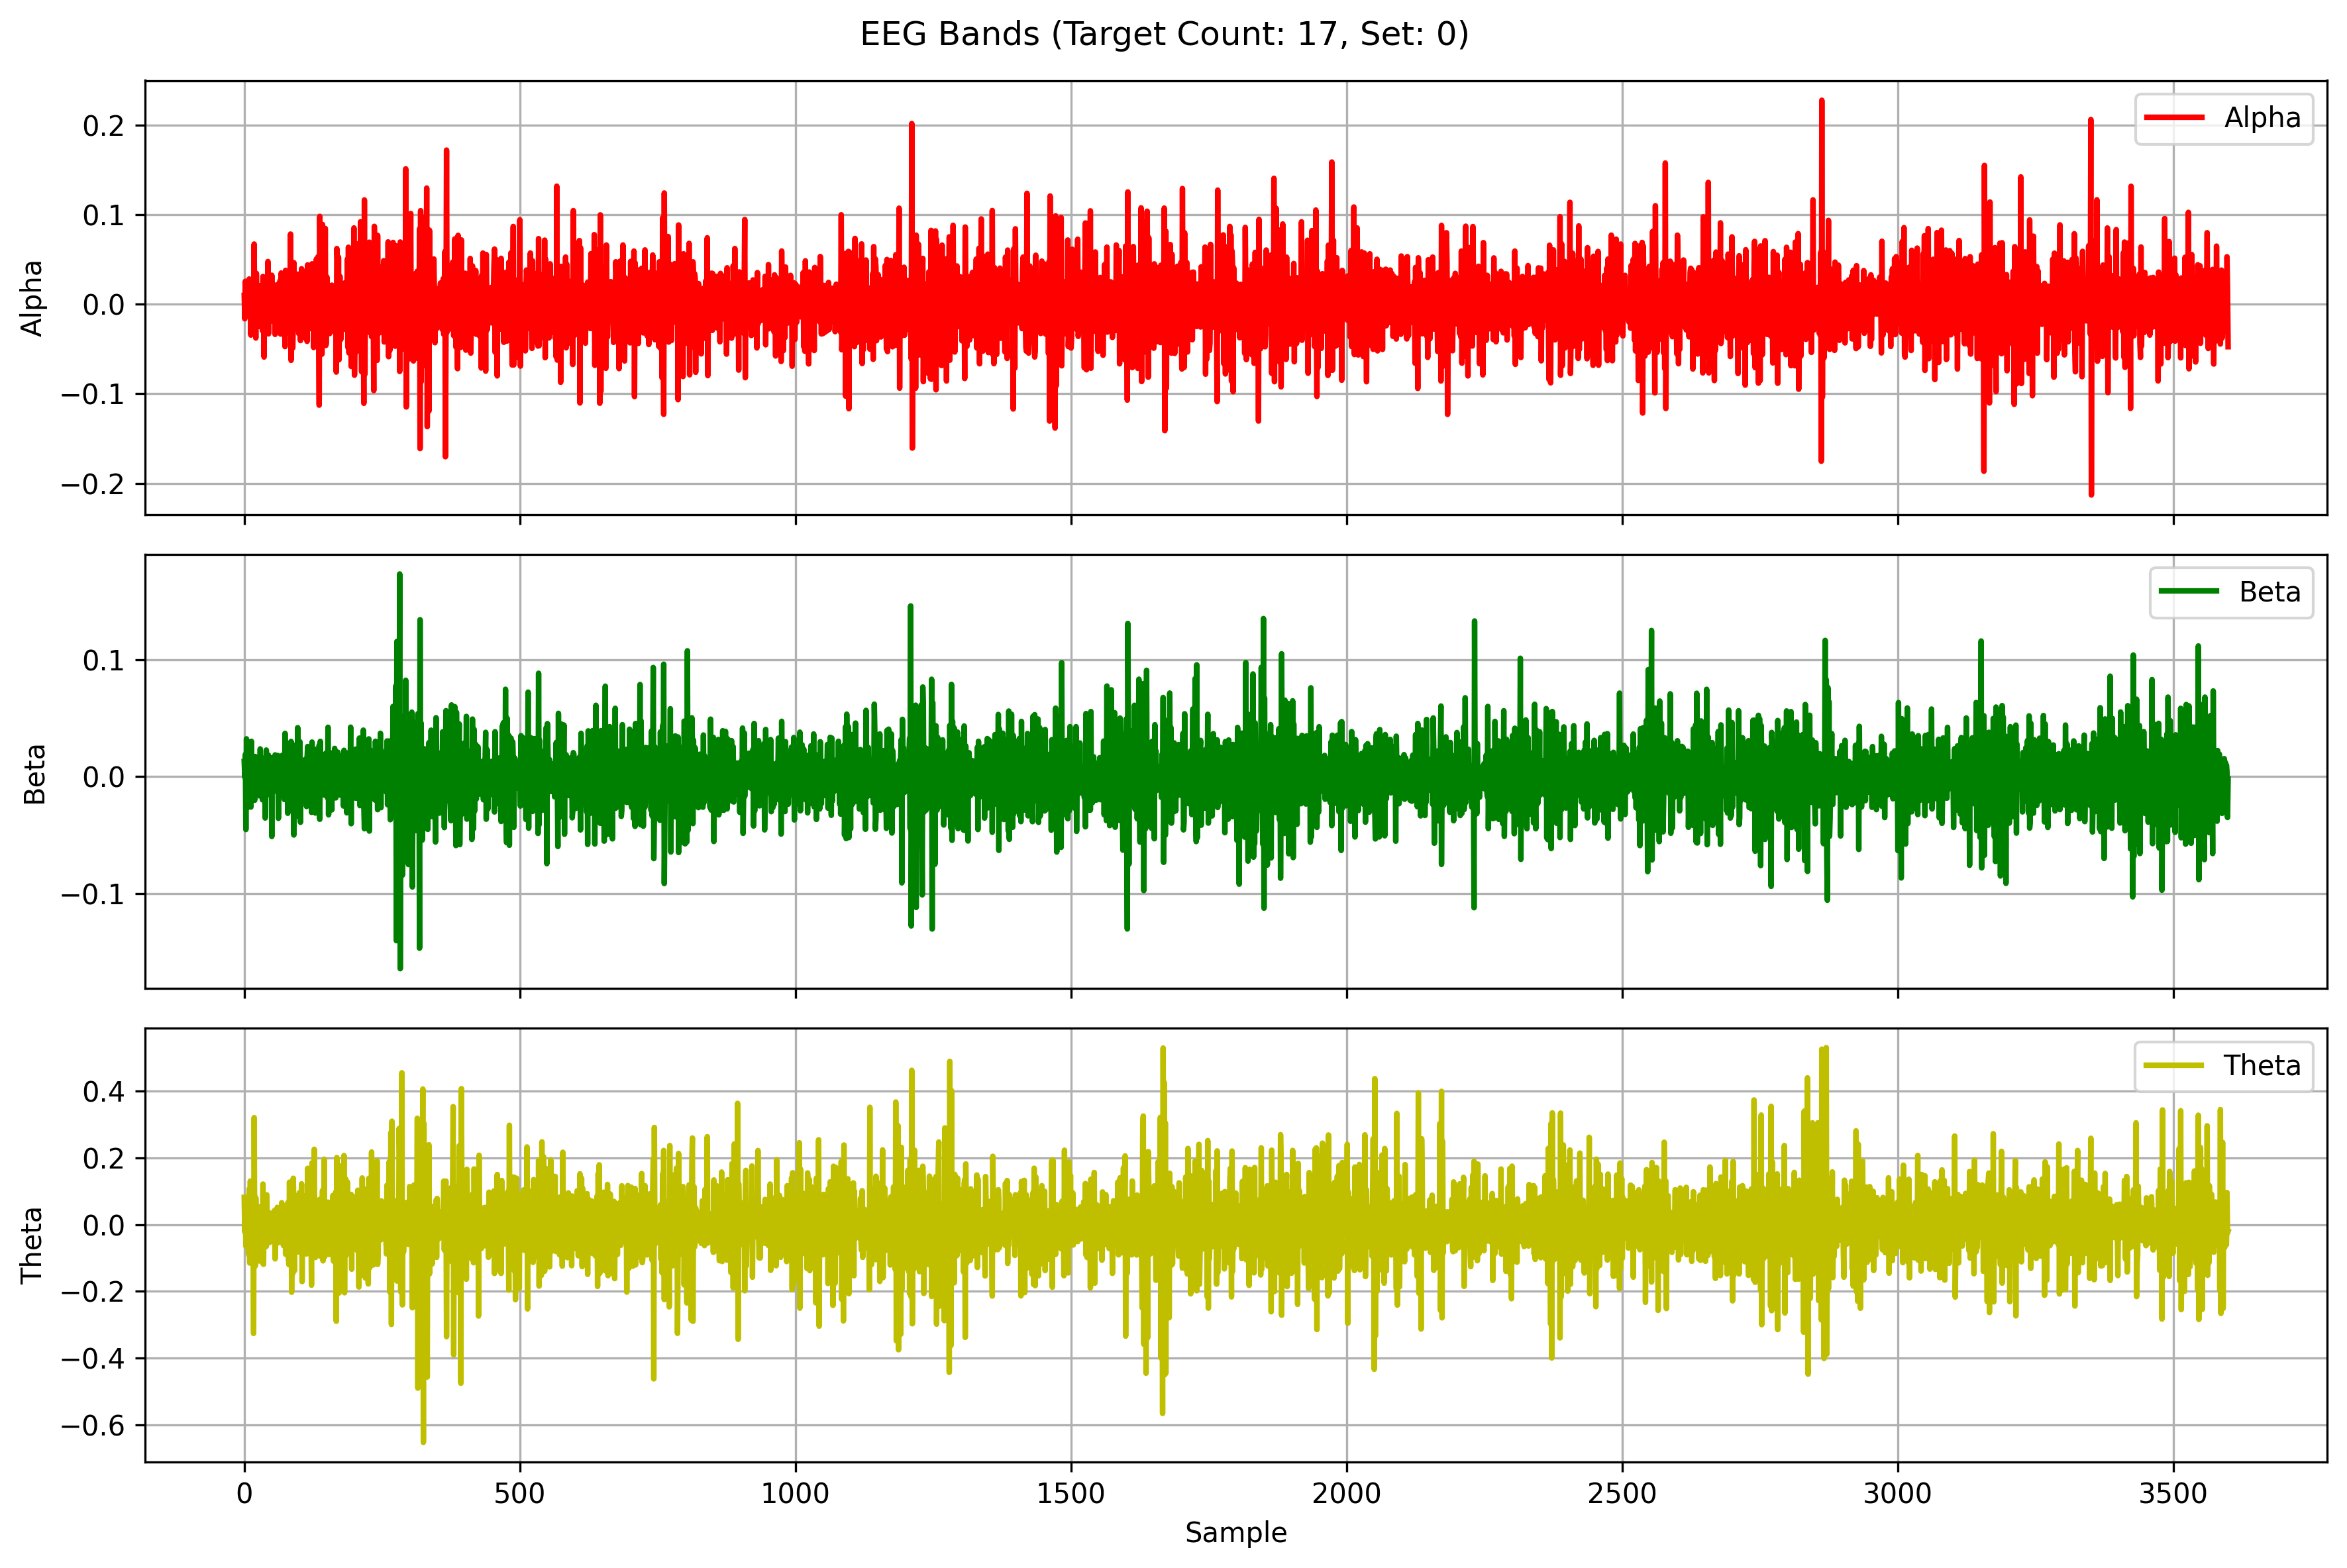 EEG Bands (Target Count: 17, Set: 0)
Alpha
0.2
0.1
0.0
−0.1
−0.2
Alpha
Beta
0.1
0.0
−0.1
Beta
Theta
0.4
0.2
0.0
−0.2
−0.4
−0.6
Theta
0 500 1000 1500 2000 2500 3000 3500
Sample